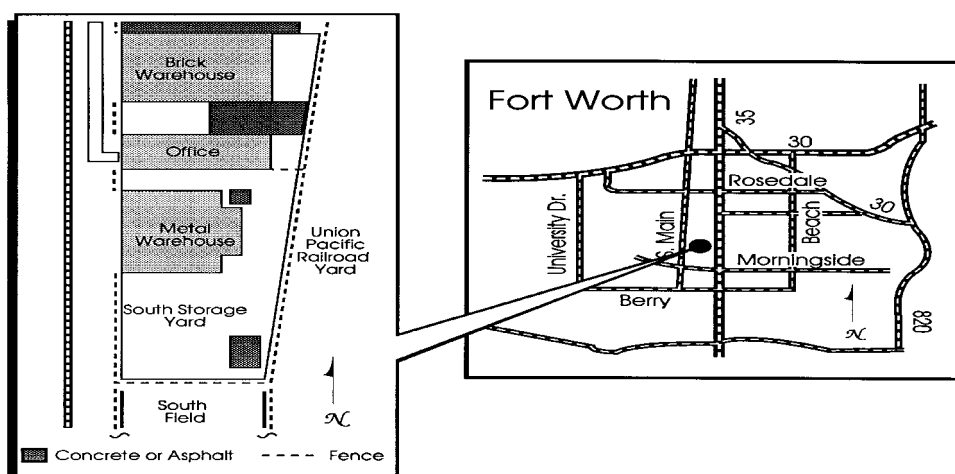 Brick
Warehouse
Office
Metal
Warehouse
Union
Pacific
Railroad
Yard
South Storage
Yard
South
Field
N
Concrete or Asphalt
Fence
Fort Worth
35
30
Rosedale
30
University Dr.
S. Main
Beach
Morningside
Berry
N
820